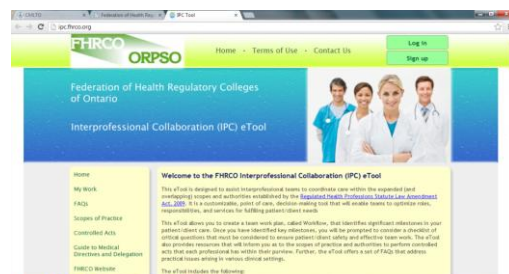 Federation of Health Regu
IPC Tool
ipc.fhrco.org
FHRCO
ORPSO
Home - Terms of Use - Contact Us
Log in
Sign up
Federation of Health Regulatory Colleges
of Ontario
Interprofessional Collaboration (IPC) eTool
Home
My Work
FAQs
Scopes of Practice
Controlled Acts
Guide to Medical
Directives and Delegation
FHRCO Website
Welcome to the FHRCO Interprofessional Collaboration (IPC) eTool
This eTool is designed to assist interprofessional teams to coordinate care within the expanded (and
overlapping) scopes and authorities established by the Regulated Health Professions Statute Law Amendment
Act, 2009. It is a customizable, point of care, decision-making tool that will enable teams to optimize roles,
responsibilities, and services for fulfilling patient/client needs
This eTool allows you to create a team work plan, called Workflow, that identifies significant milestones in your
patient/client care. Once you have identified key milestones, you will be prompted to consider a checklist of
critical questions that must be considered to ensure patient/client safety and effective team work. The eTool
also provides resources that will inform you as to the scopes of practice and authorities to perform controlled
acts that each professional has within their purview. Further, the eTool offers a set of FAQs that address
practical issues arising in various clinical settings.
The eTool includes the following: